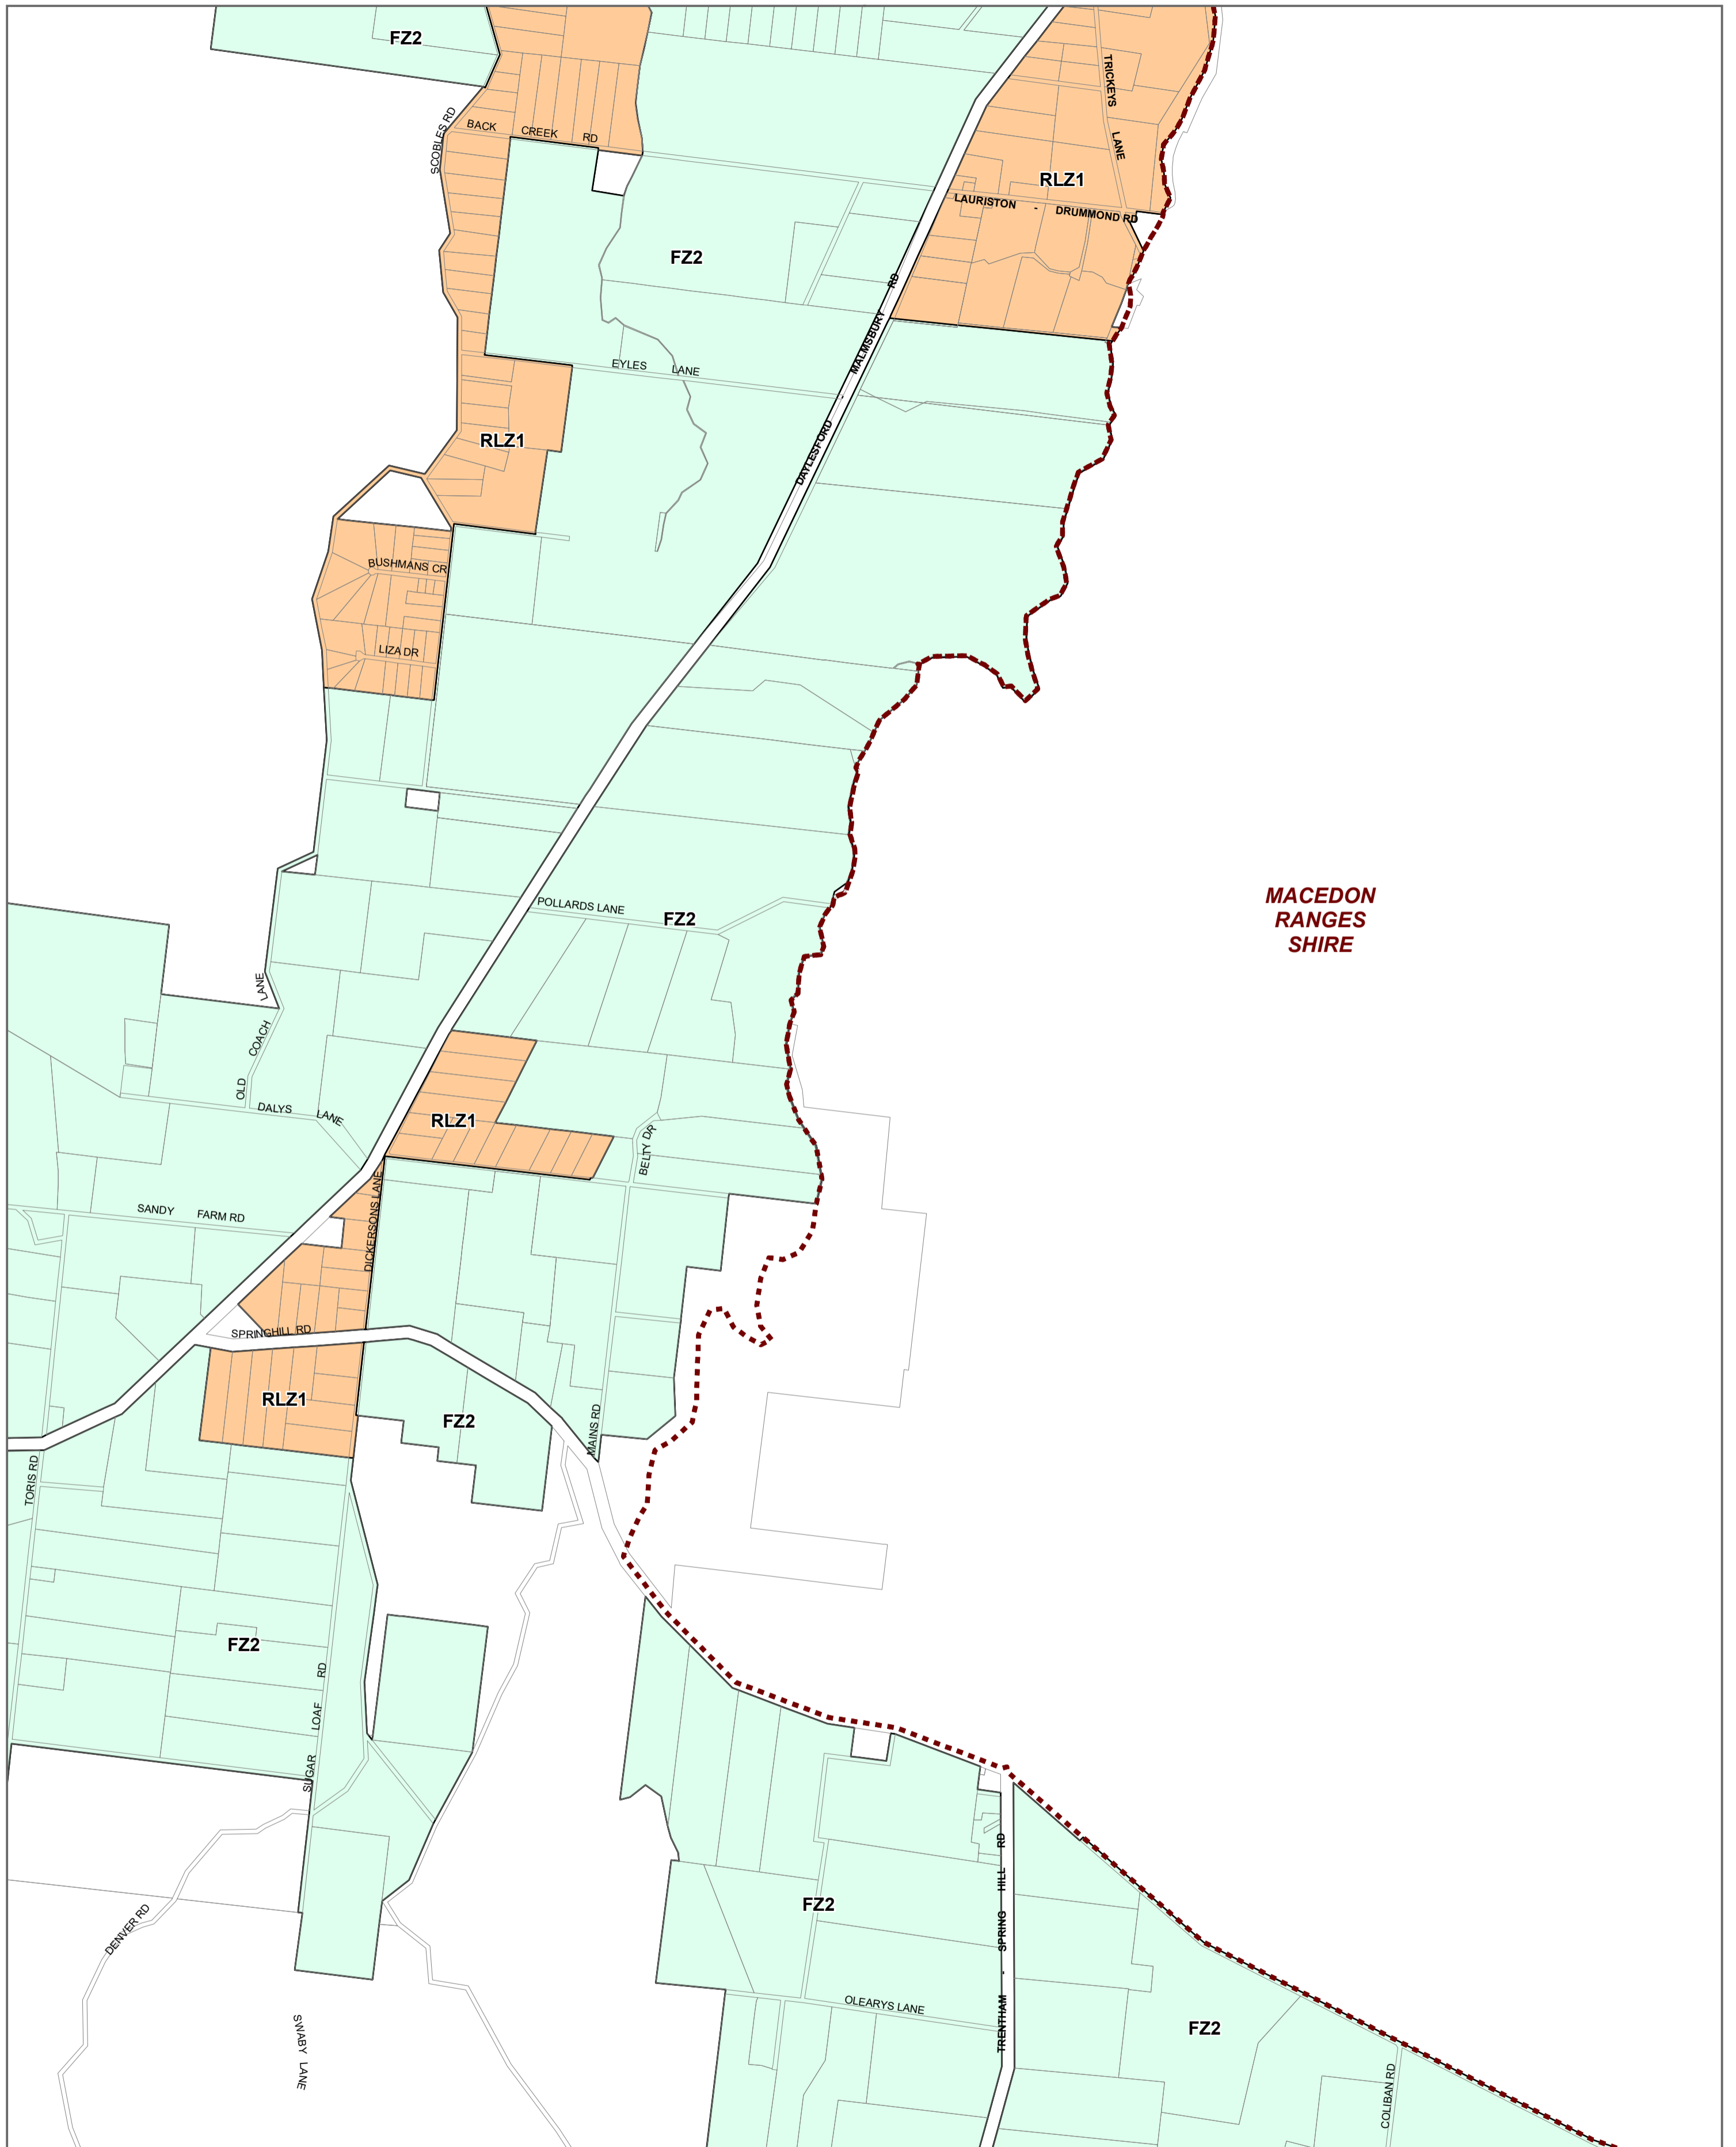 FZ2
TRICKEYS LANE
SCOBLES RD
BACK CREEK RD
RLZ1
LAURISTON - DRUMMOND RD
FZ2
DAYLESFORD - MALMSBURY RD
EYLES LANE
RLZ1
BUSHMANS CR
LIZA DR
MACEDON
RANGES
SHIRE
POLLARDS LANE
FZ2
OLD COACH LANE
DALYS LANE
RLZ1
BELTY DR
DICKERSONS LANE
SANDY FARM RD
SPRINGHILL RD
RLZ1
FZ2
MAINS RD
TORIS RD
FZ2
SUGAR LOAF RD
FZ2
TRENTHAM - SPRING HILL RD
DENVER RD
OLEARYS LANE
SWABY LANE
FZ2
COLIBAN RD